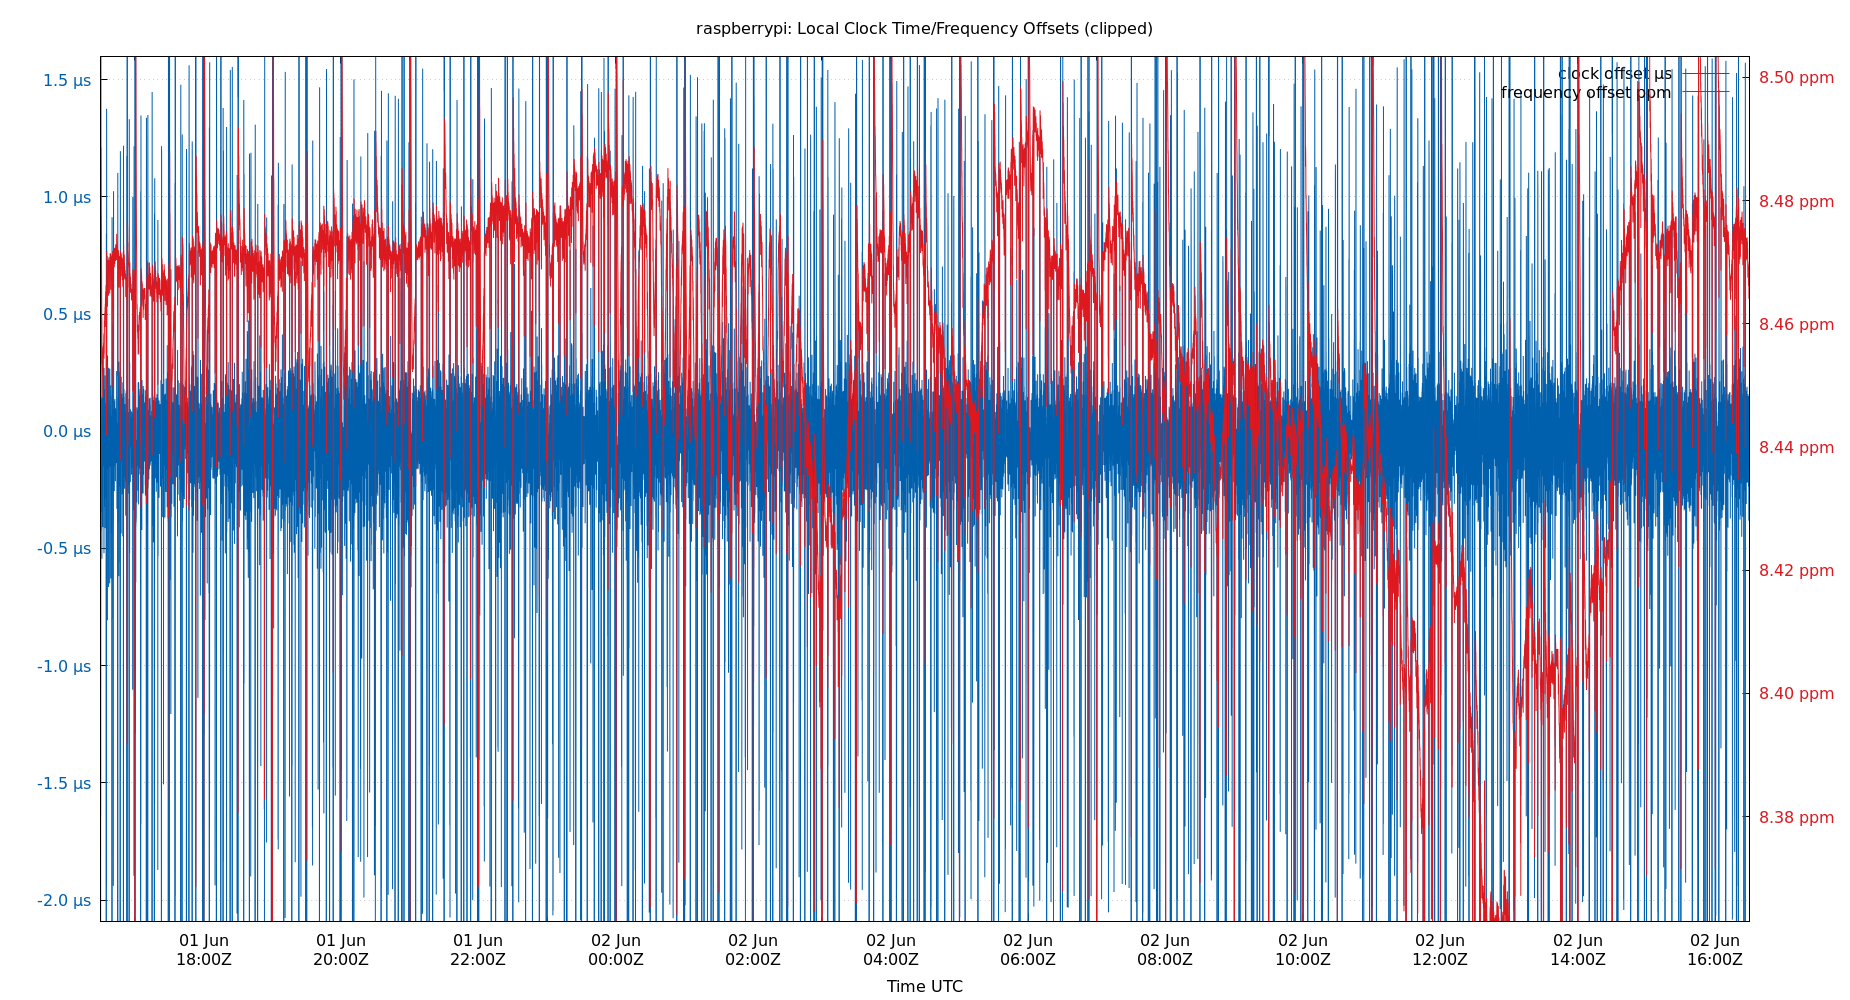 raspberrypi: Local Clock Time/Frequency Offsets (clipped)
1.5 µs
1.0 µs
0.5 µs
0.0 µs
-0.5 µs
-1.0 µs
-1.5 µs
-2.0 µs
clock offset µs
frequency offset ppm
8.50 ppm
8.48 ppm
8.46 ppm
8.44 ppm
8.42 ppm
8.40 ppm
8.38 ppm
01 Jun 01 Jun 01 Jun 02 Jun 02 Jun 02 Jun 02 Jun 02 Jun 02 Jun 02 Jun 02 Jun 02 Jun
18:00Z 20:00Z 22:00Z 00:00Z 02:00Z 04:00Z 06:00Z 08:00Z 10:00Z 12:00Z 14:00Z 16:00Z
Time UTC